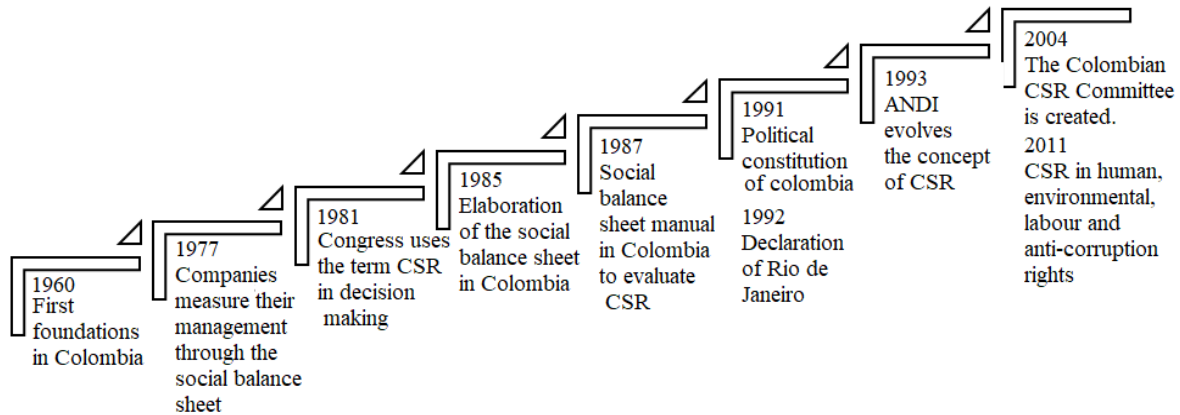 1960
First
foundations
in Colombia
1977
Companies
measure their
management
through the
social balance
sheet
1981
Congress uses
the term CSR
in decision
making
1985
Elaboration
of the social
balance sheet
in Colombia
1987
Social
balance
sheet manual
in Colombia
to evaluate
CSR
1991
Political
constitution
of colombia
1992
Declaration
of Rio de
Janeiro
1993
ANDI
evolves
the concept
of CSR
2004
The Colombian
CSR Committee
is created.
2011
CSR in human,
environmental,
labour and
anti-corruption
rights